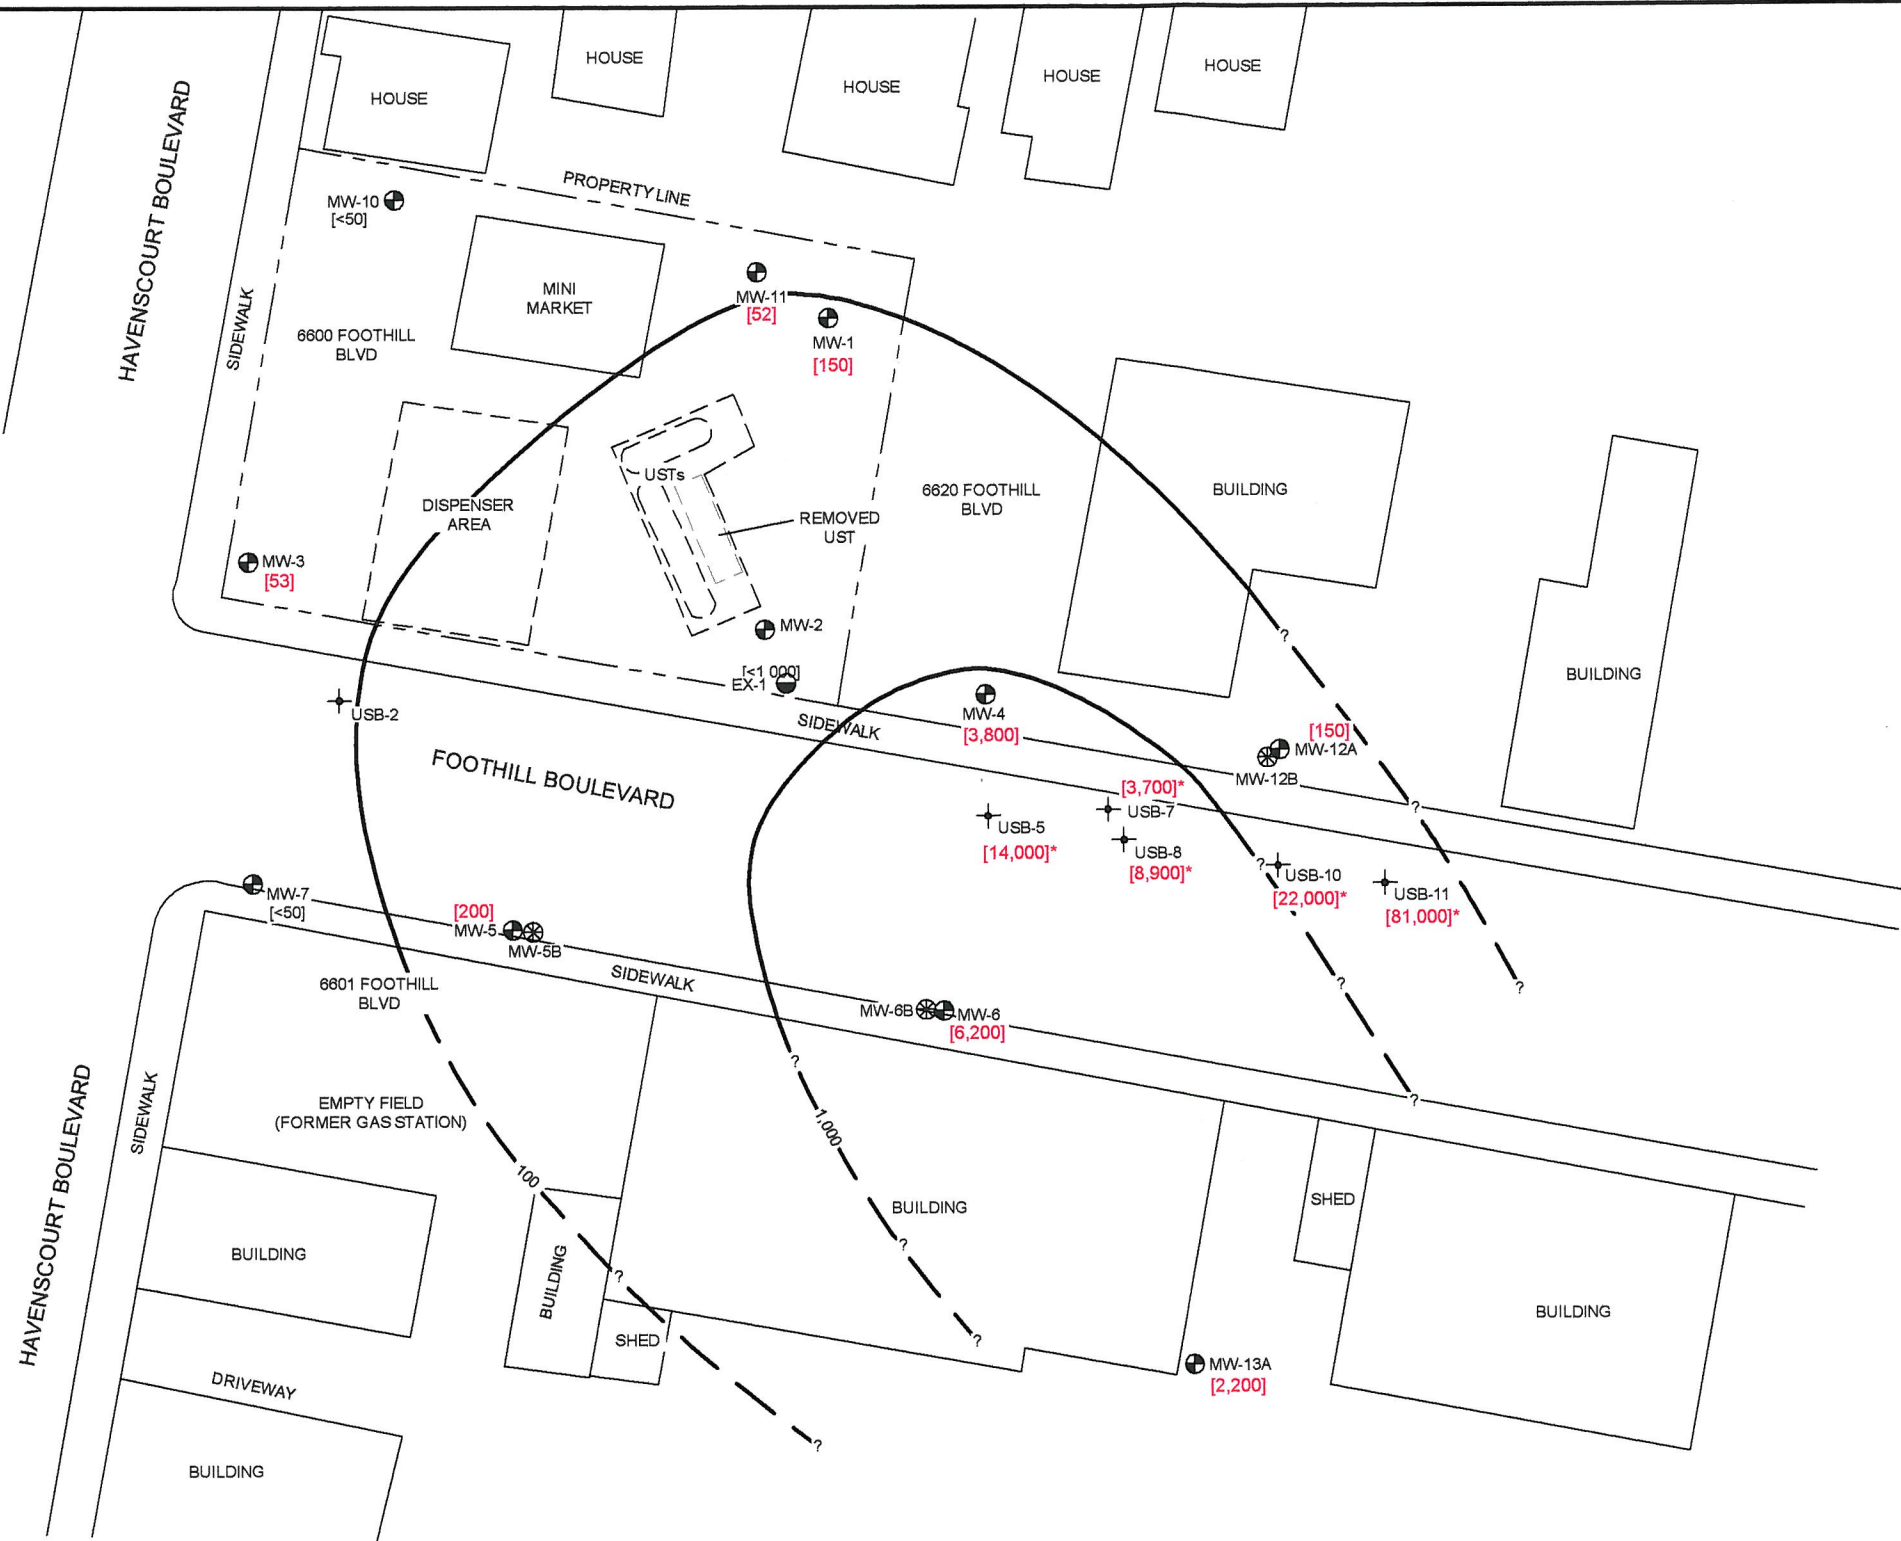 HOUSE
HOUSE
HOUSE
HOUSE
HOUSE
HAVENSCOURT BOULEVARD
PROPERTY LINE
MW-10
[<50]
MINI
MARKET
MW-11
[52]
MW-1
[150]
SIDEWALK
6600 FOOTHILL
BLVD
USTs
DISPENSER
AREA
REMOVED
UST
6620 FOOTHILL
BLVD
BUILDING
MW-3
[53]
MW-2
?
BUILDING
[<1 000]
EX-1
USB-2
SIDEWALK
MW-4
[3,800]
[150]
MW-12A
MW-12B
FOOTHILL BOULEVARD
[3,700]*
USB-7
?
USB-5
[14,000]*
USB-8
[8,900]*
?
USB-10
[22,000]*
USB-11
[81,000]*
MW-7
[<50]
[200]
MW-5
MW-5B
SIDEWALK
6601 FOOTHILL
BLVD
?
?
MW-6B
MW-6
[6,200]
?
?
HAVENSCOURT BOULEVARD
SIDEWALK
EMPTY FIELD
(FORMER GAS STATION)
1,000
100
BUILDING
SHED
BUILDING
BUILDING
?
?
BUILDING
SHED
?
MW-13A
[2,200]
DRIVEWAY
?
BUILDING